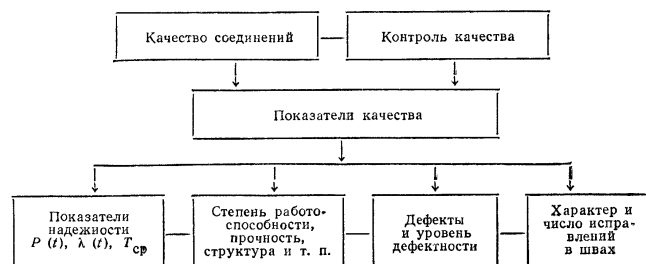 Качество соединений
Контроль качества
Показатели качества
Показатели
надежности
P (t), λ (t), Tср
Степень работо-
способности,
прочность,
структура и т. п.
Дефекты
и уровень
дефектности
Характер и
число исправ-
лений
в швах